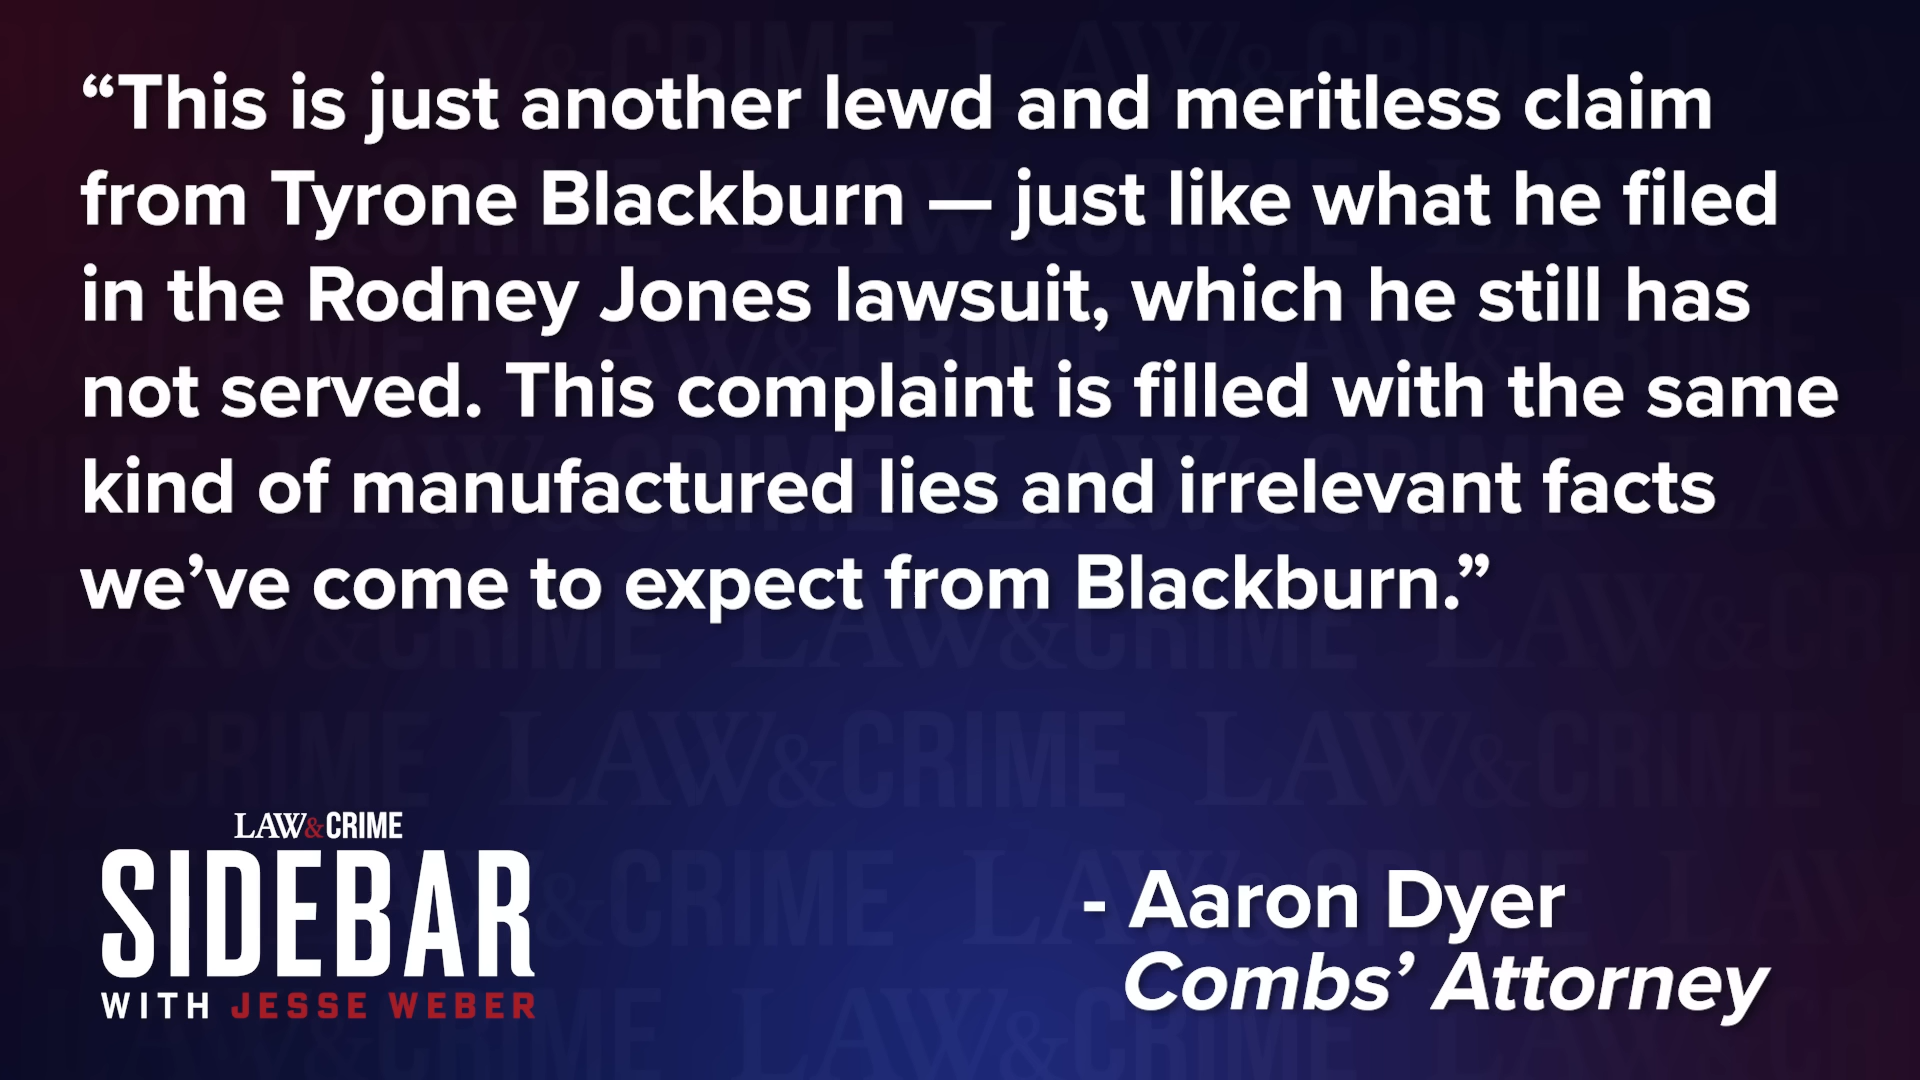 “This is just another lewd and meritless claim
from Tyrone Blackburn — just like what he filed
in the Rodney Jones lawsuit, which he still has
not served. This complaint is filled with the same
kind of manufactured lies and irrelevant facts
we’ve come to expect from Blackburn.”
LAW&CRIME
SIDEBAR
WITH JESSE WEBER
- Aaron Dyer
Combs’ Attorney